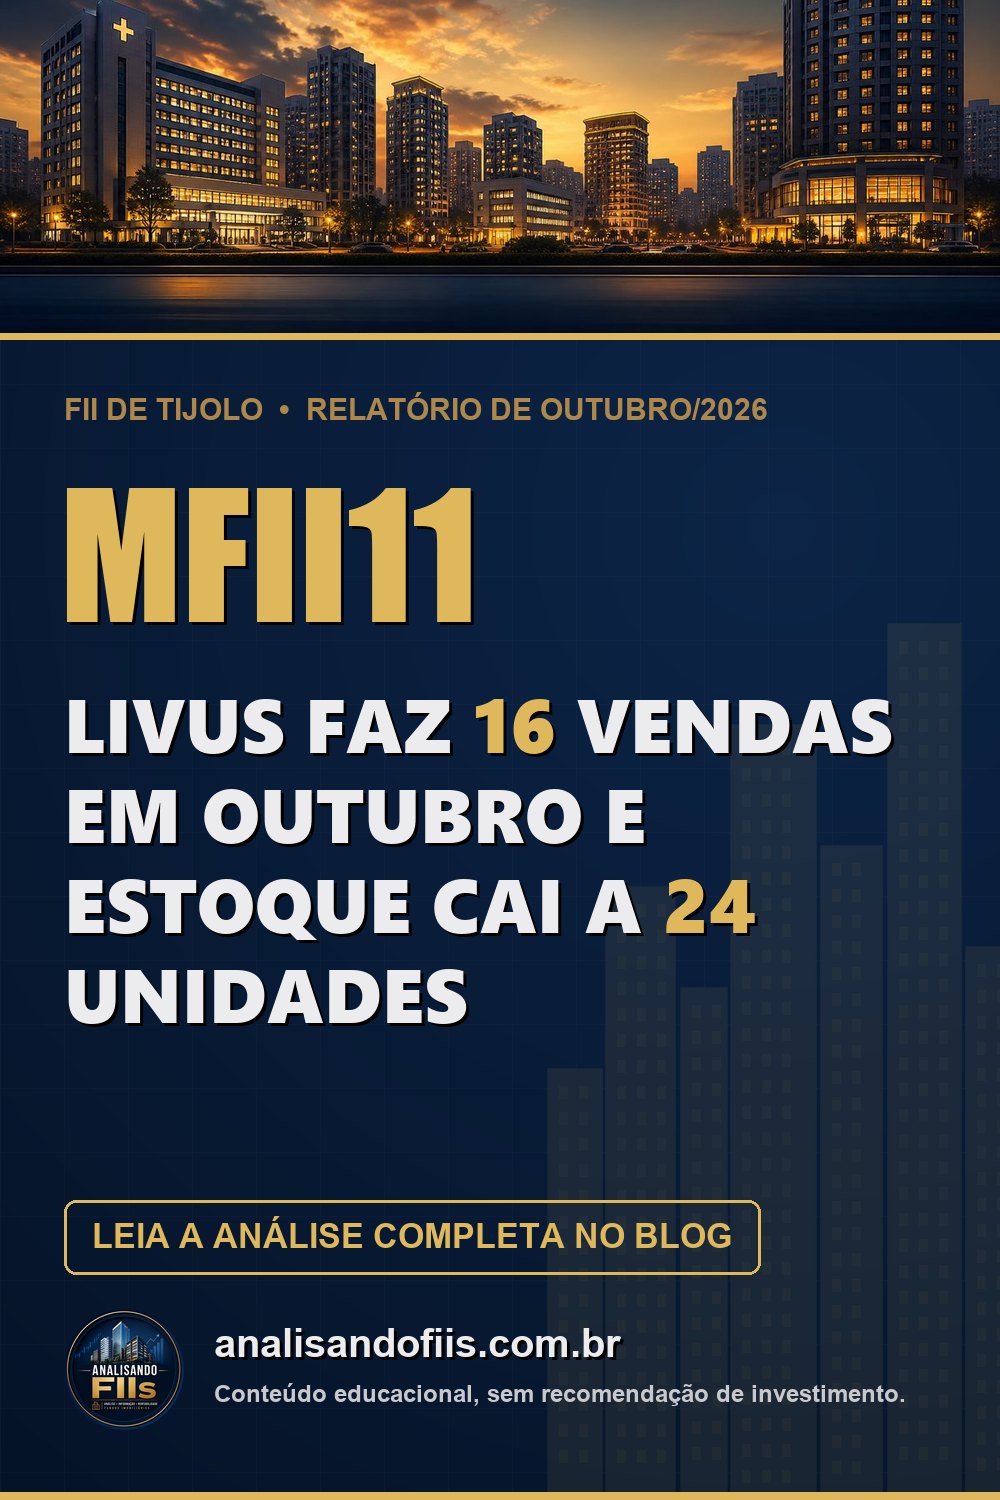 FII DE TIJOLO • RELATÓRIO DE OUTUBRO/2026
MFII11
LIVUS FAZ 16 VENDAS
EM OUTUBRO E
ESTOQUE CAI A 24
UNIDADES
LEIA A ANÁLISE COMPLETA NO BLOG
analisandofiis.com.br
Conteúdo educacional, sem recomendação de investimento.
ANALISANDO
FIIs